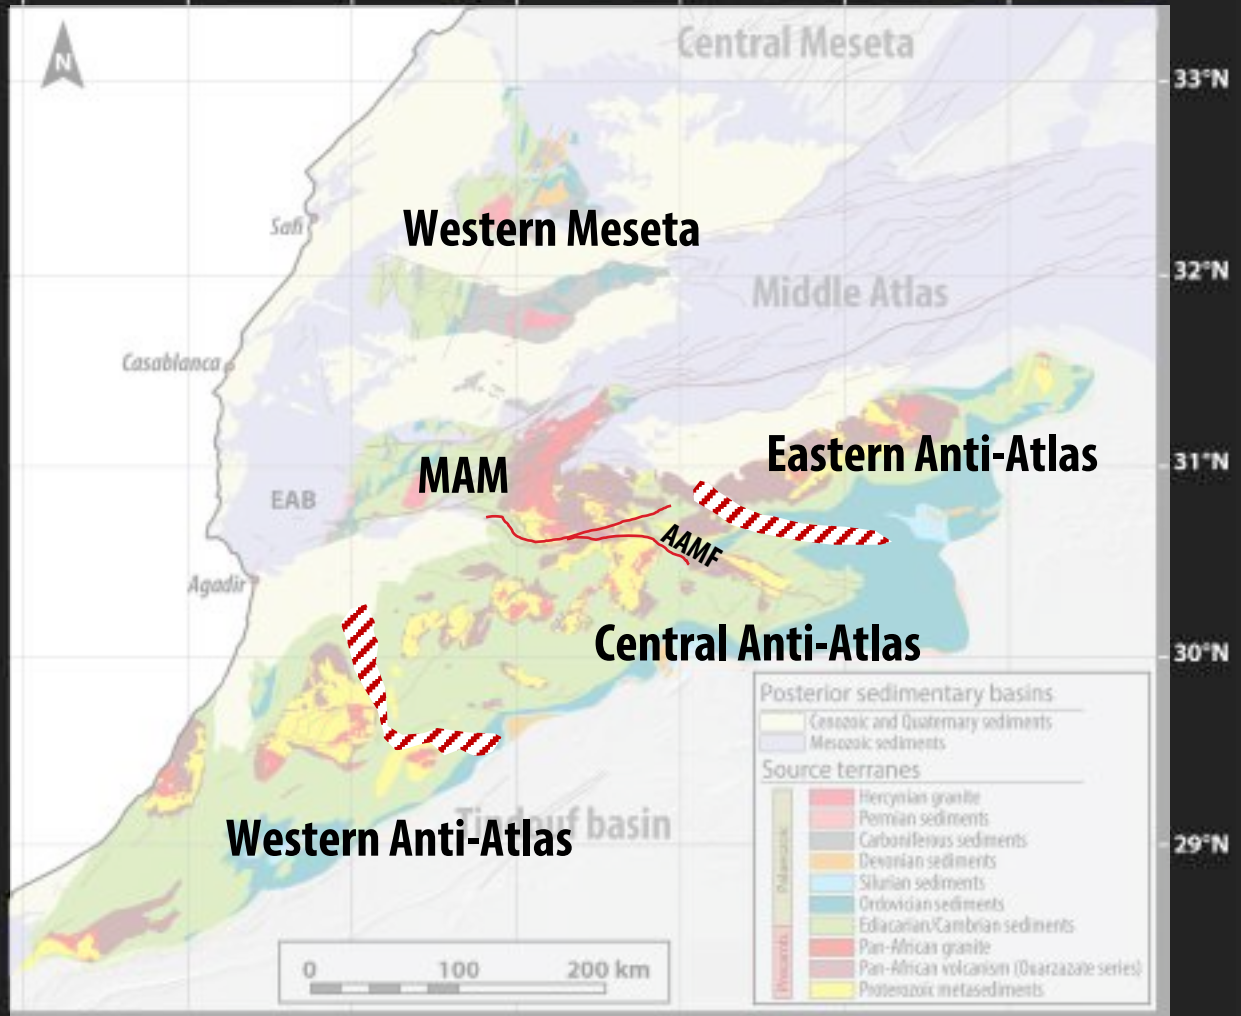 N
Central Meseta
33°N
Safi
Western Meseta
32°N
Middle Atlas
Casablanca
Eastern Anti-Atlas
31°N
MAM
EAB
AAMF
Agadir
Central Anti-Atlas
30°N
Posterior sedimentary basins
Cenozoic and Quaternary sediments
Mesozoic sediments
Source terranes
Hercynian granite
Permian sediments
Carboniferous sediments
Devonian sediments
Silurian sediments
Ordovician sediments
Ediacarian/Cambrian sediments
Pan-African granite
Pan-African volcanism (Ouarzazate series)
Proterozoic metasediments
Tindouf basin
Western Anti-Atlas
29°N
0 100 200 km